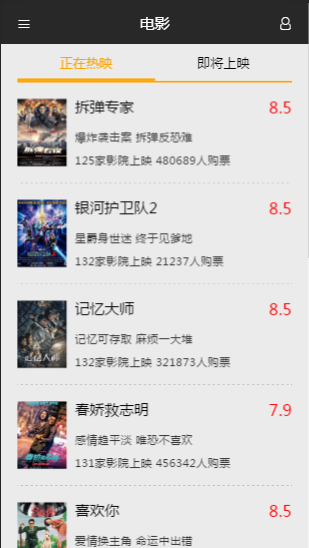 电影
正在热映 即将上映
拆弹专家 8.5
爆炸袭击案 拆弹反恐难
125家影院上映 480689人购票
银河护卫队2 8.5
星爵身世迷 终于见爹地
132家影院上映 21237人购票
记忆大师 8.5
记忆可存取 麻烦一大堆
132家影院上映 321873人购票
春娇救志明 7.9
感情趋平淡 唯恐不喜欢
131家影院上映 456342人购票
喜欢你 8.5
爱情换主角 命运中出错